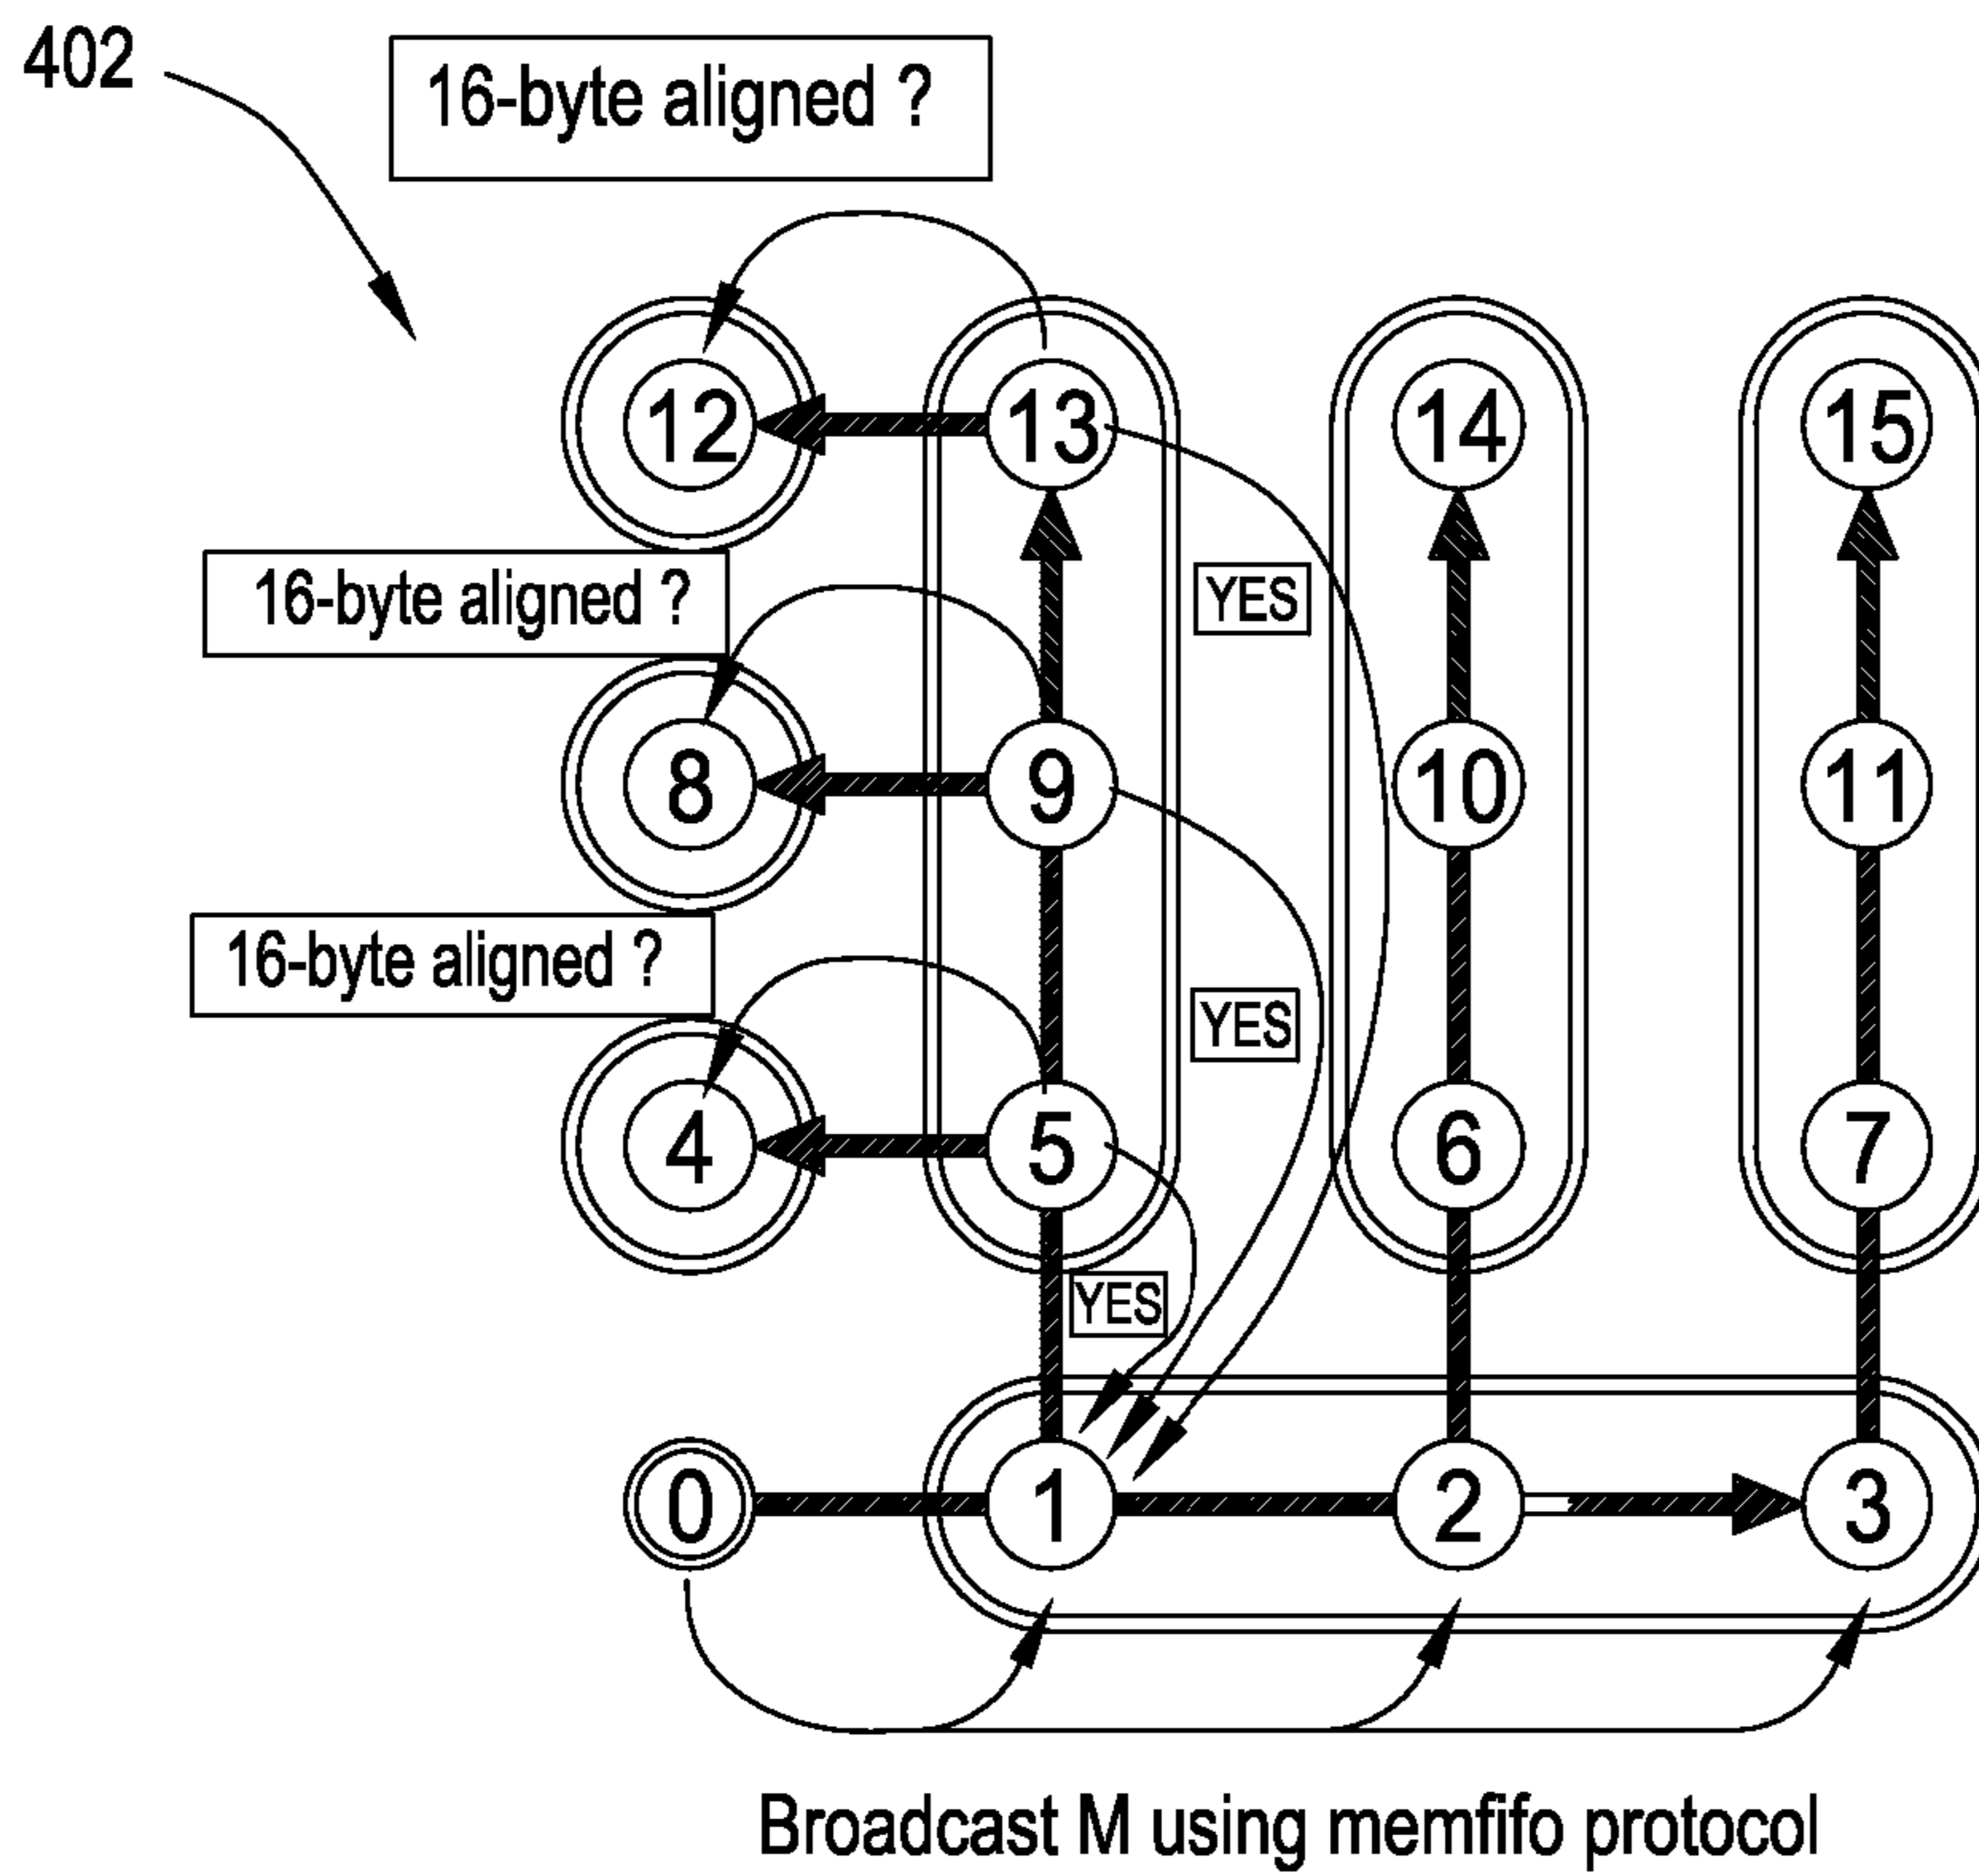 402
16-byte aligned ?
12 13 14 15
16-byte aligned ?
YES
8 9 10 11
16-byte aligned ?
YES
4 5 6 7
YES
0 1 2 3
Broadcast M using memfifo protocol